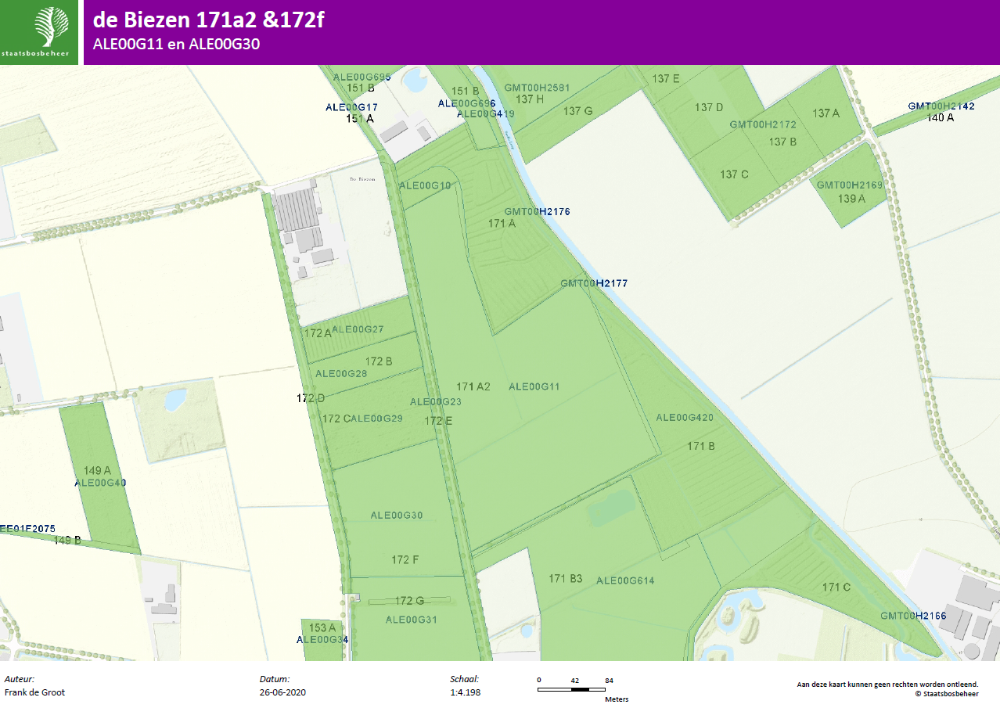 staatsbosbeheer
de Biezen 171a2 &172f
ALE00G11 en ALE00G30
ALE00G695
151 B
ALE00G17
151 A
151 B
ALE00G696
ALE00G419
GMT00H2581
137 H
137 G
137 E
137 D
GMT00H2172
137 A
137 B
137 C
GMT00H2142
140 A
GMT00H2169
139 A
De Biezen
ALE00G10
GMT00H2176
171 A
GMT00H2177
172 A
ALE00G27
172 B
ALE00G28
172 D
172 C
ALE00G29
ALE00G23
172 E
171 A2
ALE00G11
ALE00G420
171 B
149 A
ALE00G40
EE01F2075
149 B
ALE00G30
172 F
171 B3
ALE00G614
171 C
172 G
ALE00G31
153 A
ALE00G34
GMT00H2166
Auteur:
Frank de Groot
Datum:
26-06-2020
Schaal:
1:4.198
0 42 84
Meters
Aan deze kaart kunnen geen rechten worden ontleend.
© Staatsbosbeheer